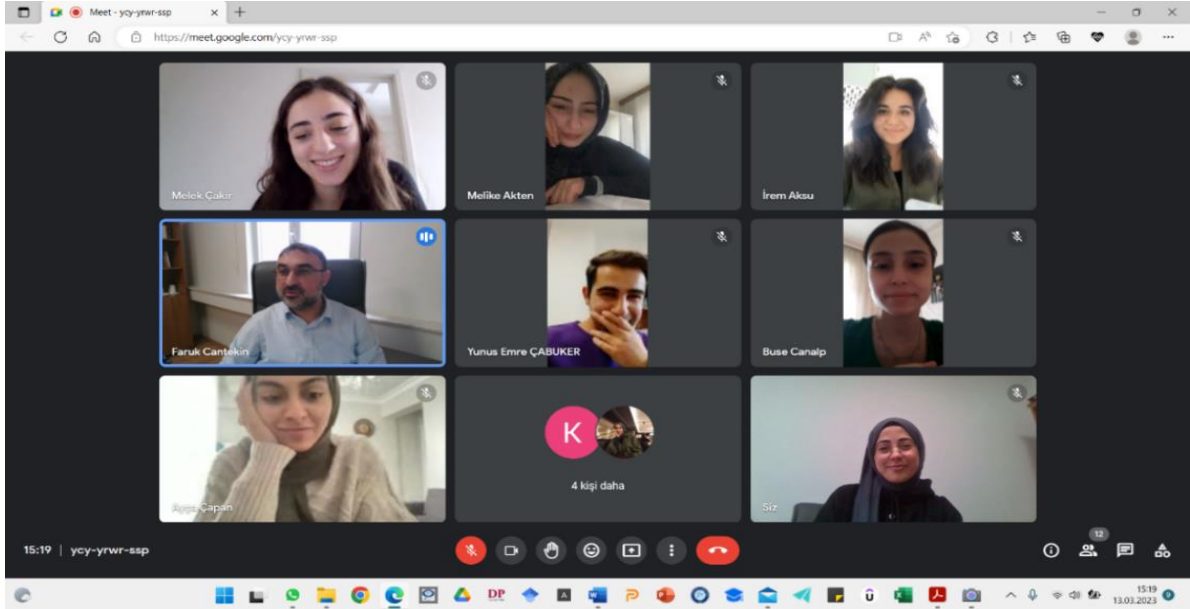 Meet - ycy-yrwr-ssp
https://meet.google.com/ycy-yrwr-ssp
Melek Çakır
Melike Akten
İrem Aksu
Faruk Cantekin
Yunus Emre ÇABUKER
Buse Canalp
Çapan
K
4 kişi daha
Siz
15:19 | ycy-yrwr-ssp
12
DP
15:19
13.03.2023